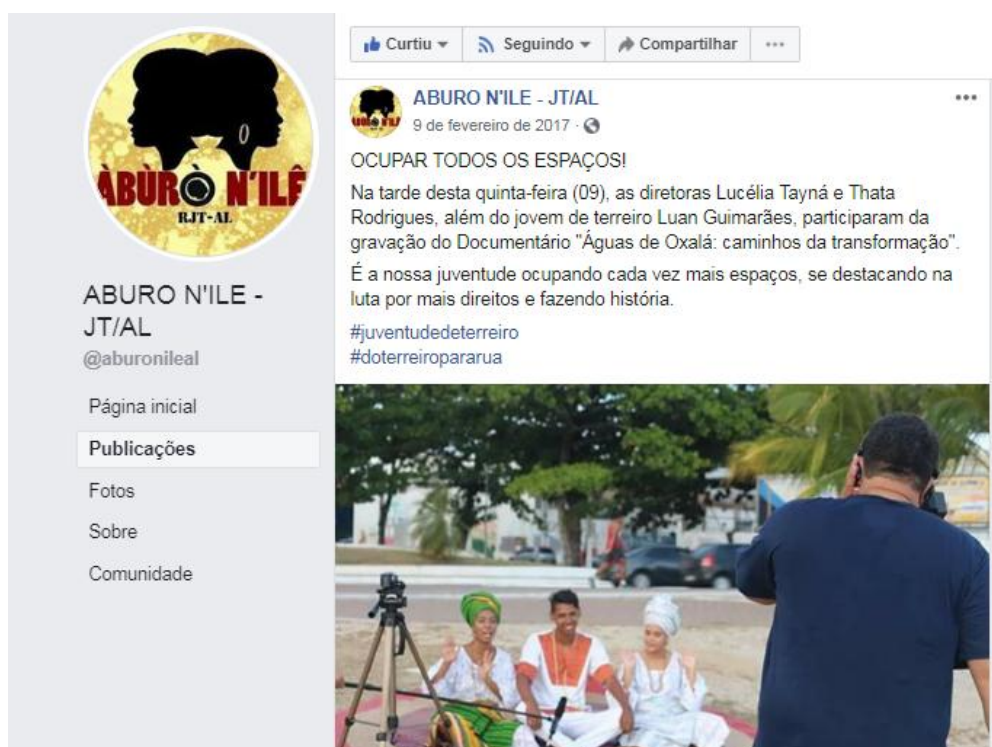 ÀBÙRÒ N'ILÊ
RJT-AL
ABURO N'ILE -
JT/AL
@aburonileal
Página inicial
Publicações
Fotos
Sobre
Comunidade
Curtiu
Seguindo
Compartilhar
ABURO N'ILE - JT/AL
9 de fevereiro de 2017 ·
OCUPAR TODOS OS ESPAÇOS!
Na tarde desta quinta-feira (09), as diretoras Lucélia Tayná e Thata
Rodrigues, além do jovem de terreiro Luan Guimarães, participaram da
gravação do Documentário "Águas de Oxalá: caminhos da transformação".
É a nossa juventude ocupando cada vez mais espaços, se destacando na
luta por mais direitos e fazendo história.
#juventudedeterreiro
#doterreiropararua